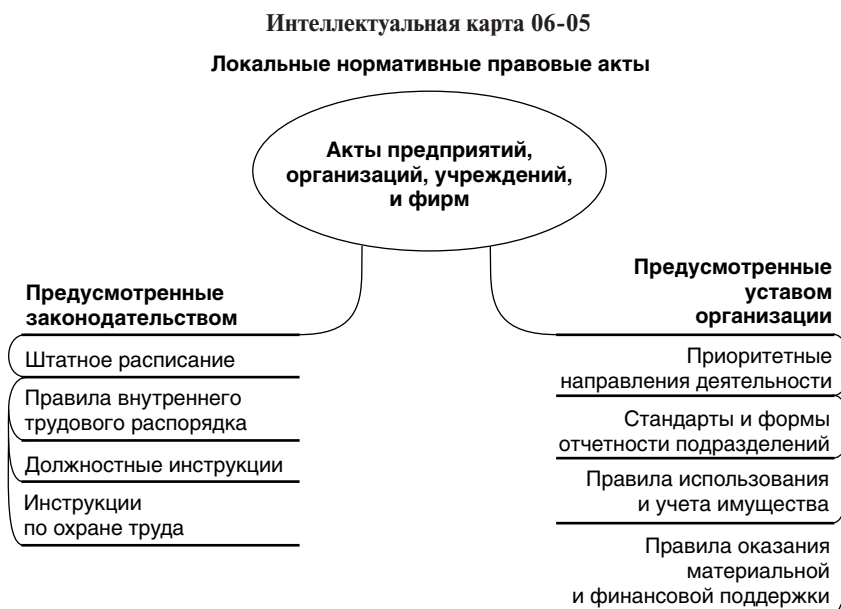 Интеллектуальная карта 06-05
Локальные нормативные правовые акты
Акты предприятий,
организаций, учреждений,
и фирм
Предусмотренные
законодательством
Штатное расписание
Правила внутреннего
трудового распорядка
Должностные инструкции
Инструкции
по охране труда
Предусмотренные
уставом
организации
Приоритетные
направления деятельности
Стандарты и формы
отчетности подразделений
Правила использования
и учета имущества
Правила оказания
материальной
и финансовой поддержки